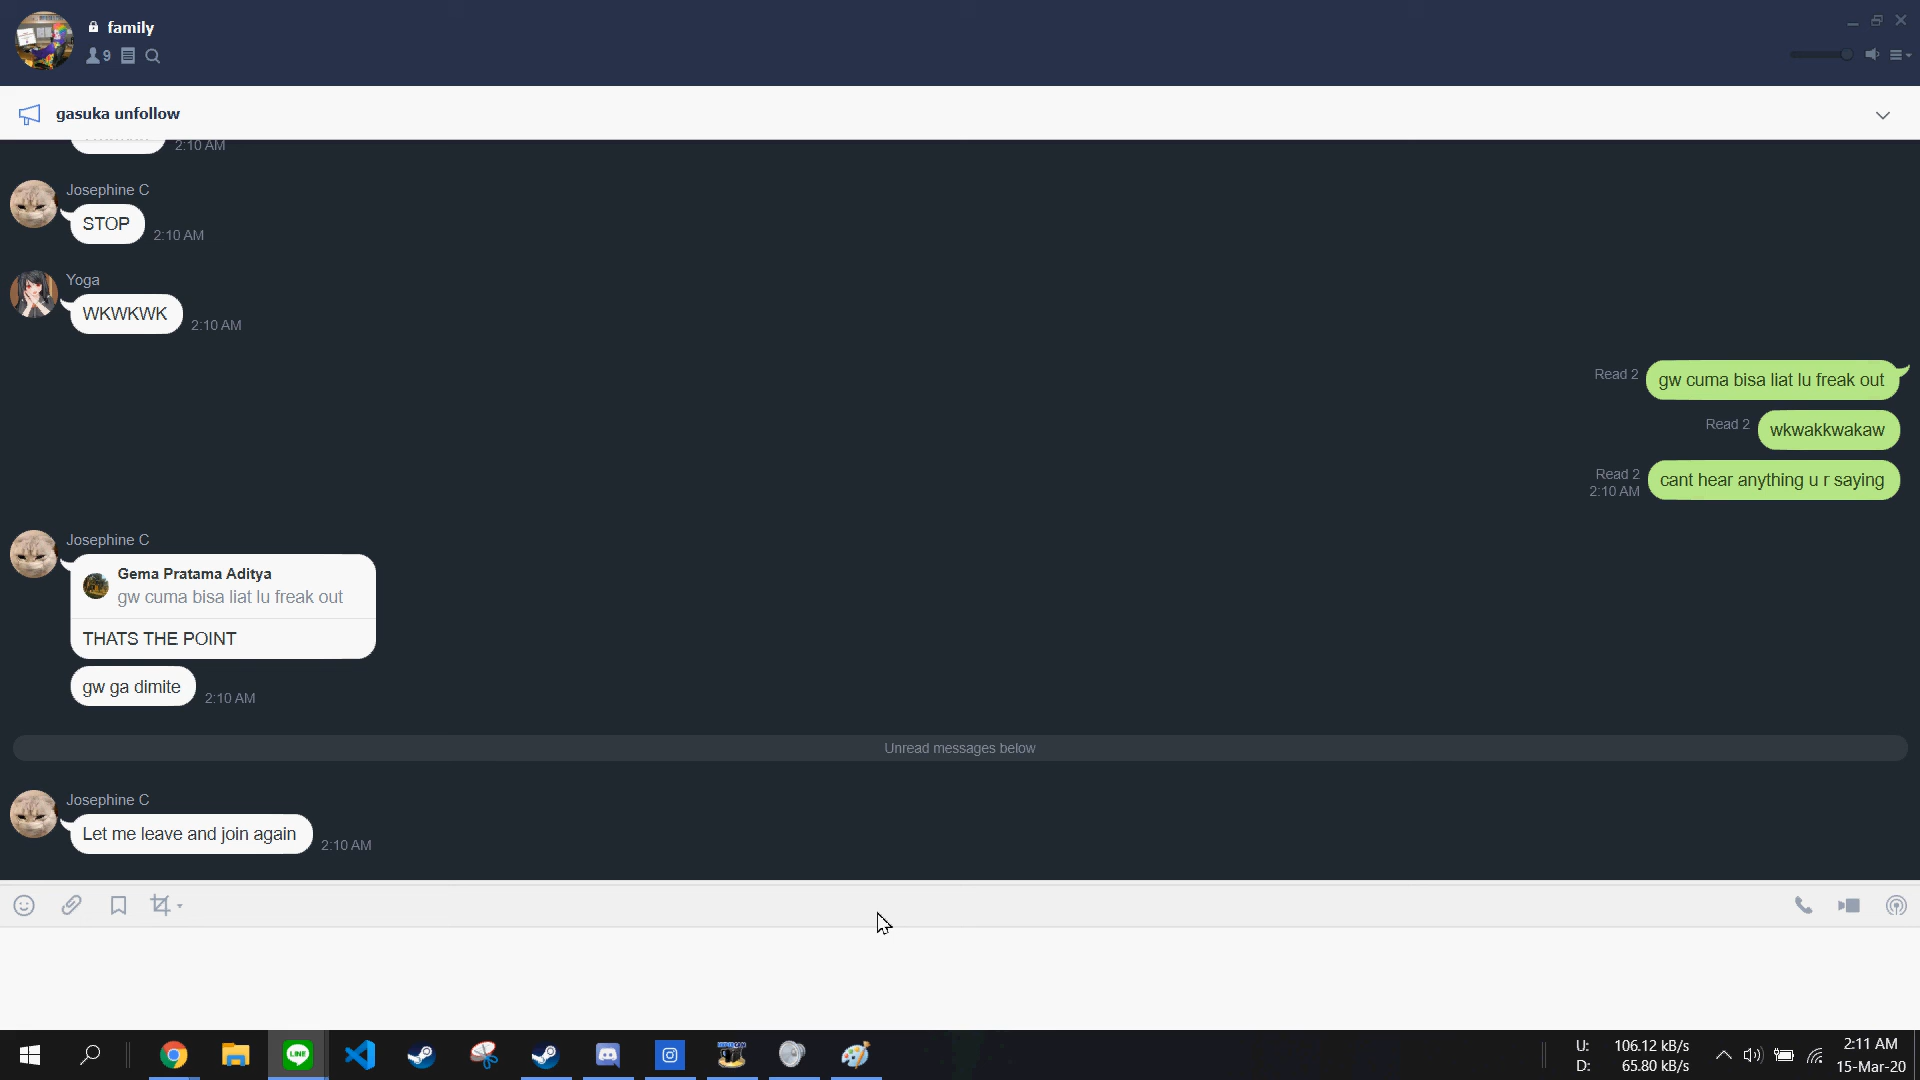 family
9
gasuka unfollow
2:10 AM
Josephine C
STOP
2:10 AM
Yoga
WKWKWK
2:10 AM
Read 2
gw cuma bisa liat lu freak out
Read 2
wkwakkwakaw
Read 2
2:10 AM
cant hear anything u r saying
Josephine C
Gema Pratama Aditya
gw cuma bisa liat lu freak out
THATS THE POINT
gw ga dimite
2:10 AM
Unread messages below
Josephine C
Let me leave and join again
2:10 AM
LINE
U: 106.12 kB/s
D: 65.80 kB/s
2:11 AM
15-Mar-20